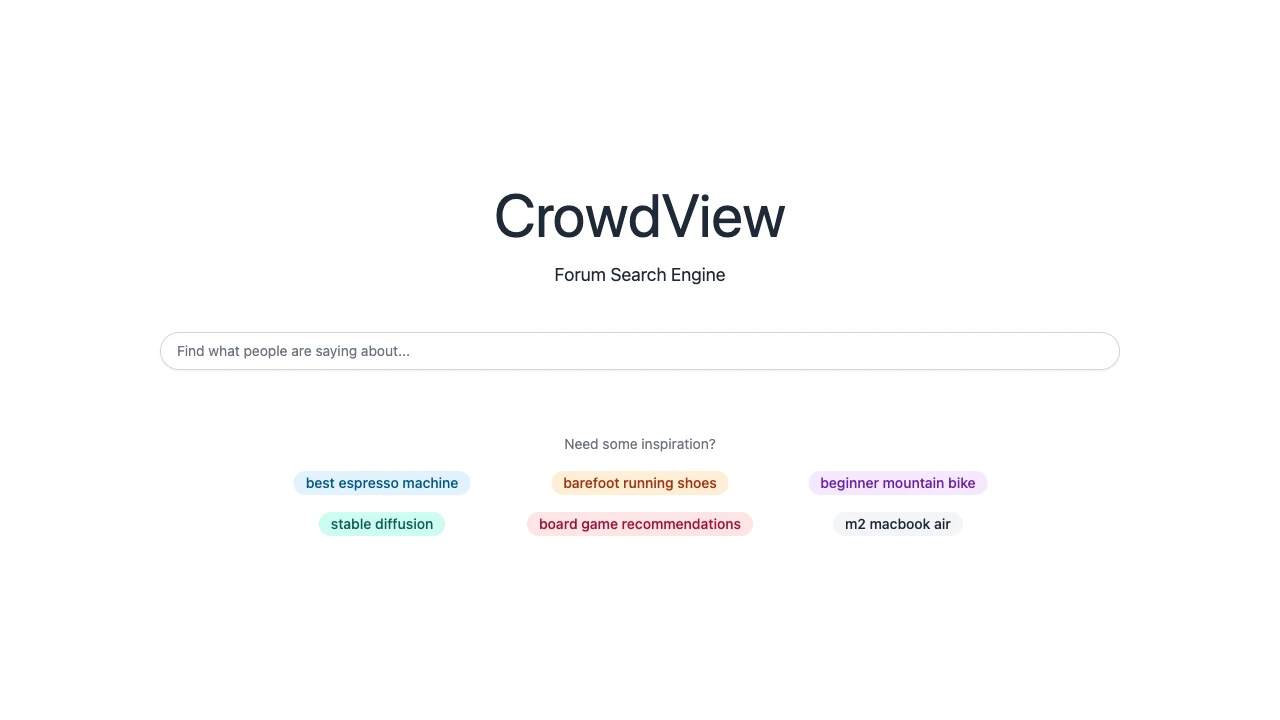 CrowdView
Forum Search Engine
Find what people are saying about...
Need some inspiration?
best espresso machine
barefoot running shoes
beginner mountain bike
stable diffusion
board game recommendations
m2 macbook air